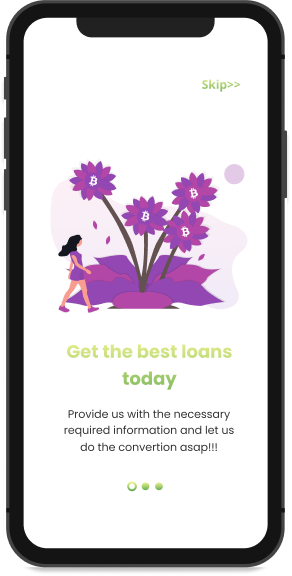 Skip>>
Get the best loans
today
Provide us with the necessary
required information and let us
do the convertion asap!!!